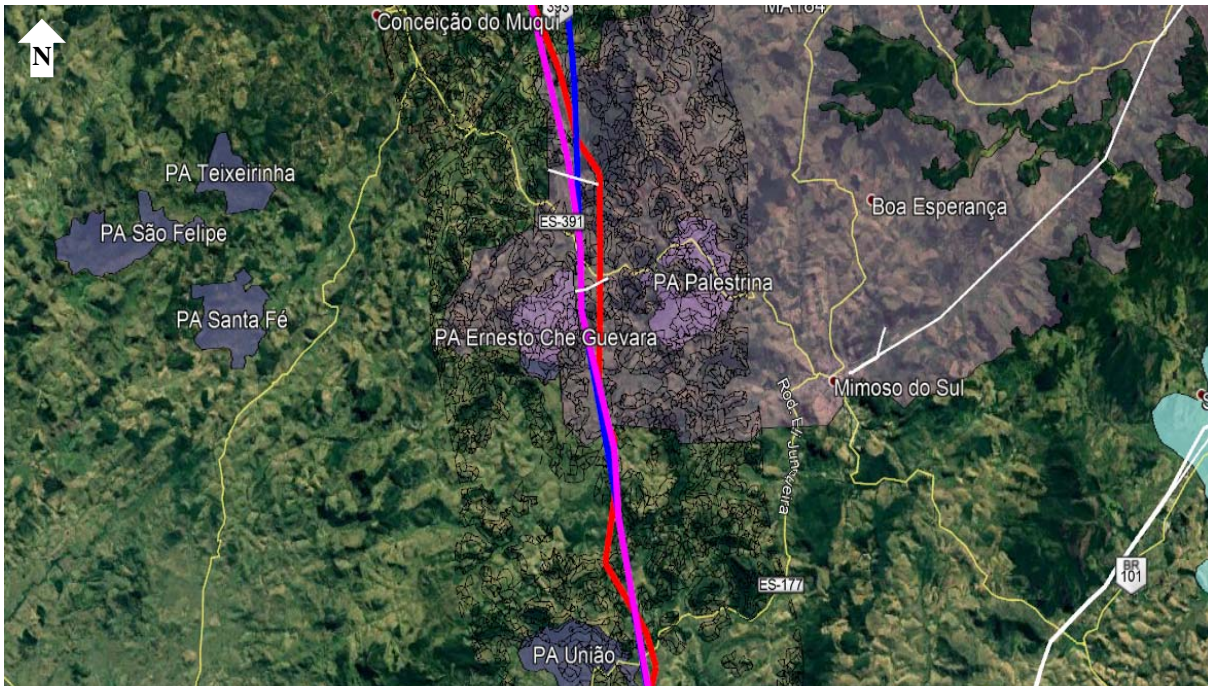 393
MA184
Conceição do Muqui
N
PA Teixeirinha
Boa Esperança
ES-391
PA São Felipe
PA Palestrina
PA Santa Fé
PA Ernesto Che Guevara
Mimoso do Sul
S
Rod.
ES-177
BR
101
PA União